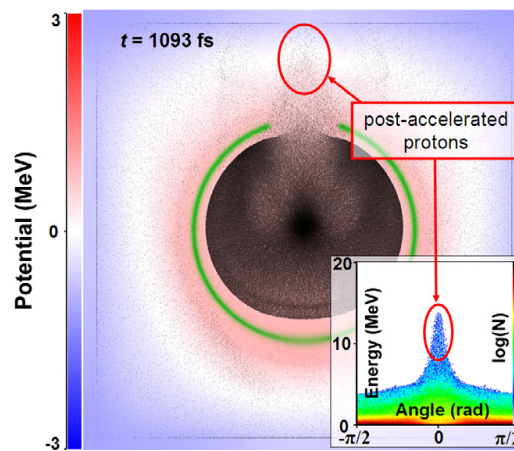 3
t = 1093 fs
post-accelerated
protons
Potential (MeV)
0
-3
20
10
0
Energy (MeV)
log(N)
Angle (rad)
-π/2
0
π/2